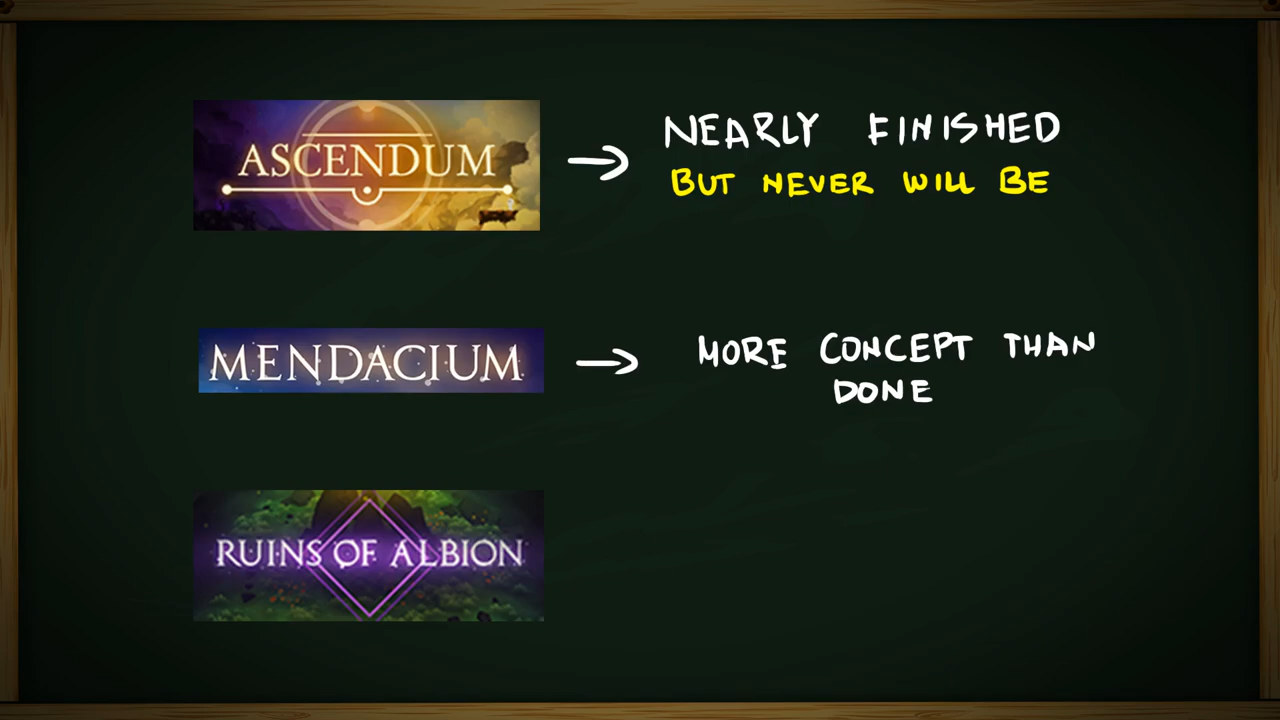 ASCENDUM
NEARLY FINISHED
BUT NEVER WILL BE
MENDACIUM
MORE CONCEPT THAN
DONE
RUINS OF ALBION